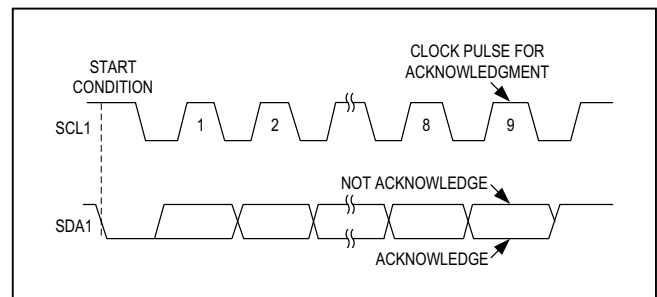 CLOCK PULSE FOR
ACKNOWLEDGMENT
START
CONDITION
SCL1
1
2
8
9
NOT ACKNOWLEDGE
SDA1
ACKNOWLEDGE